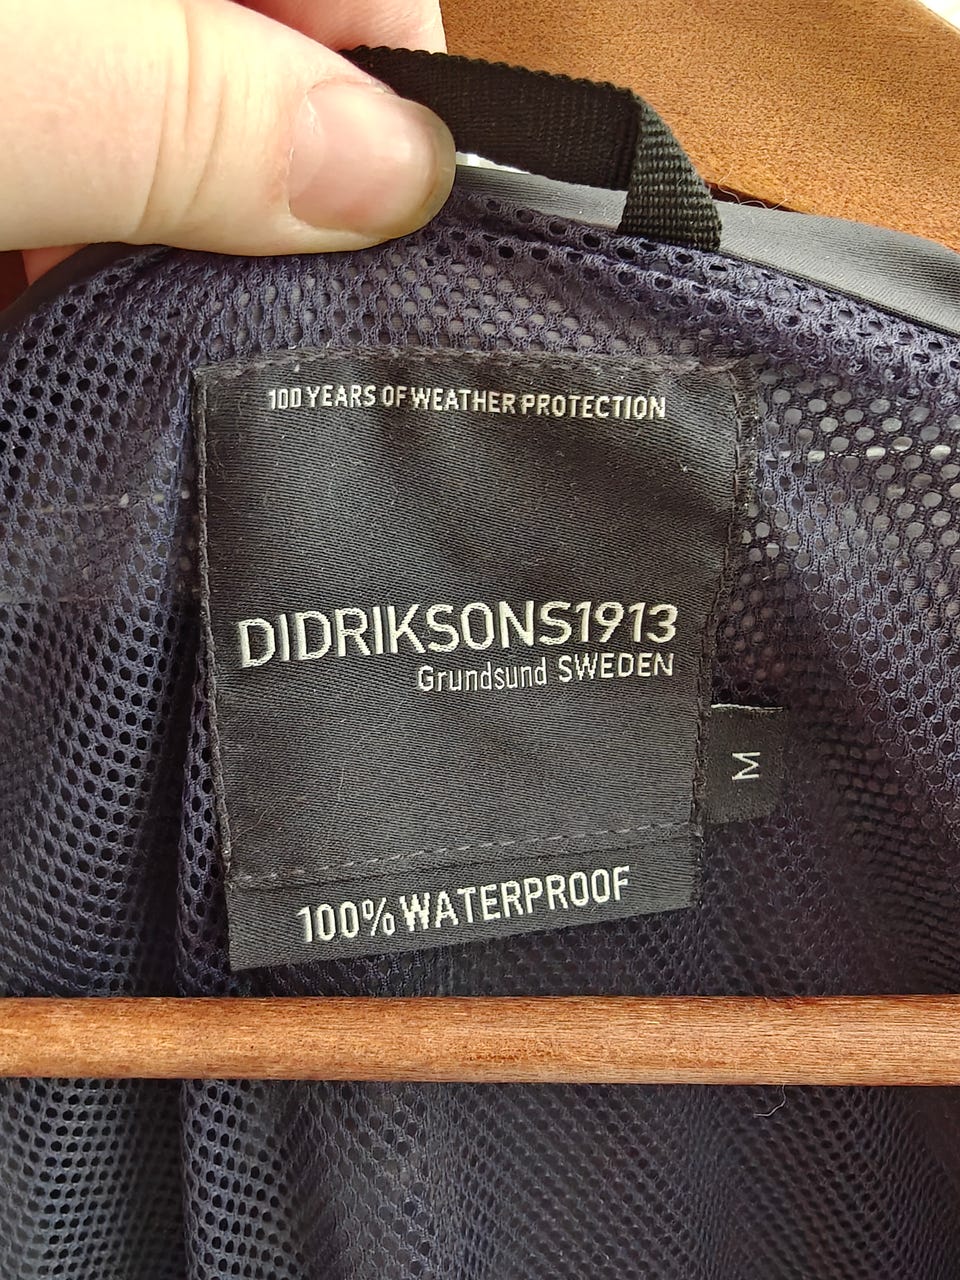 100 YEARS OF WEATHER PROTECTION
DIDRIKSONS1913
Grundsund SWEDEN
M
100% WATERPROOF